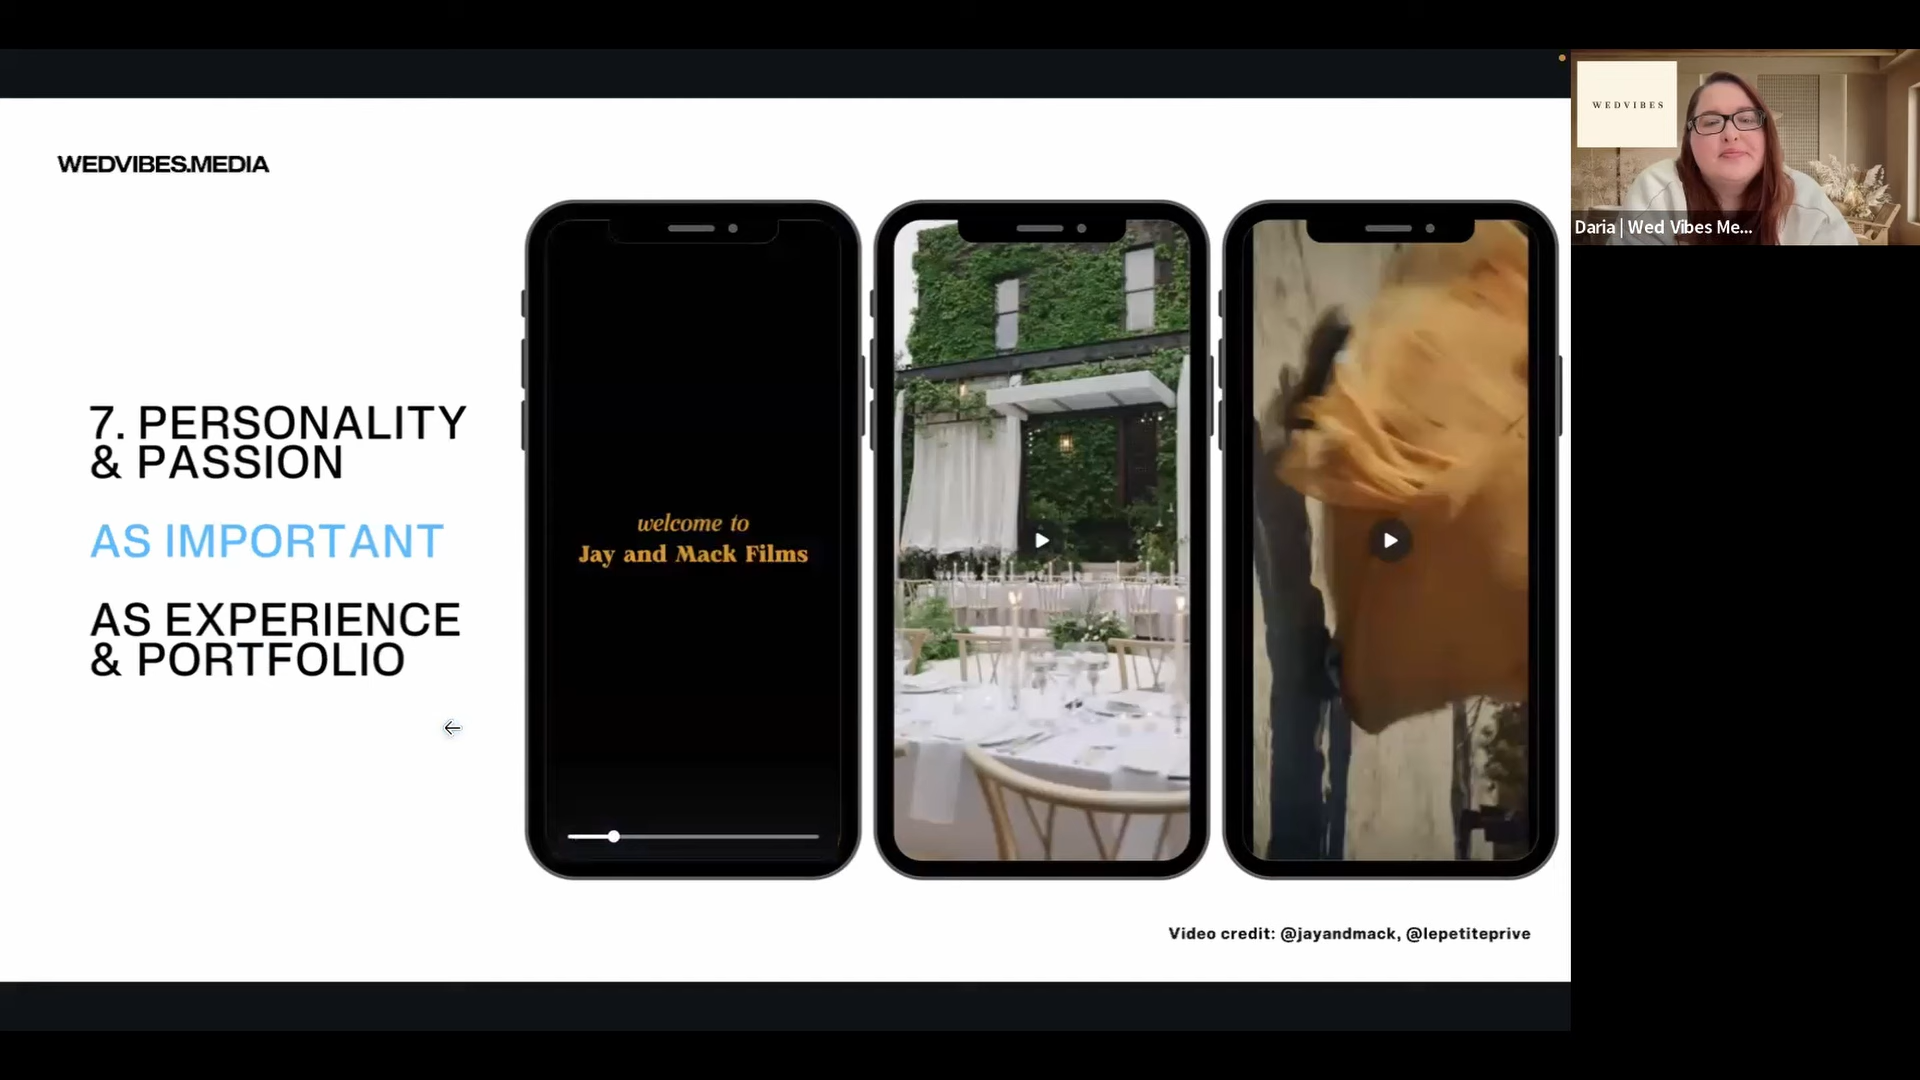 WEDVIBES.MEDIA
7. PERSONALITY
& PASSION
AS IMPORTANT
AS EXPERIENCE
& PORTFOLIO
welcome to
Jay and Mack Films
Video credit: @jayandmack, @lepetiteprive
WEDVIBES
Daria | Wed Vibes Me...